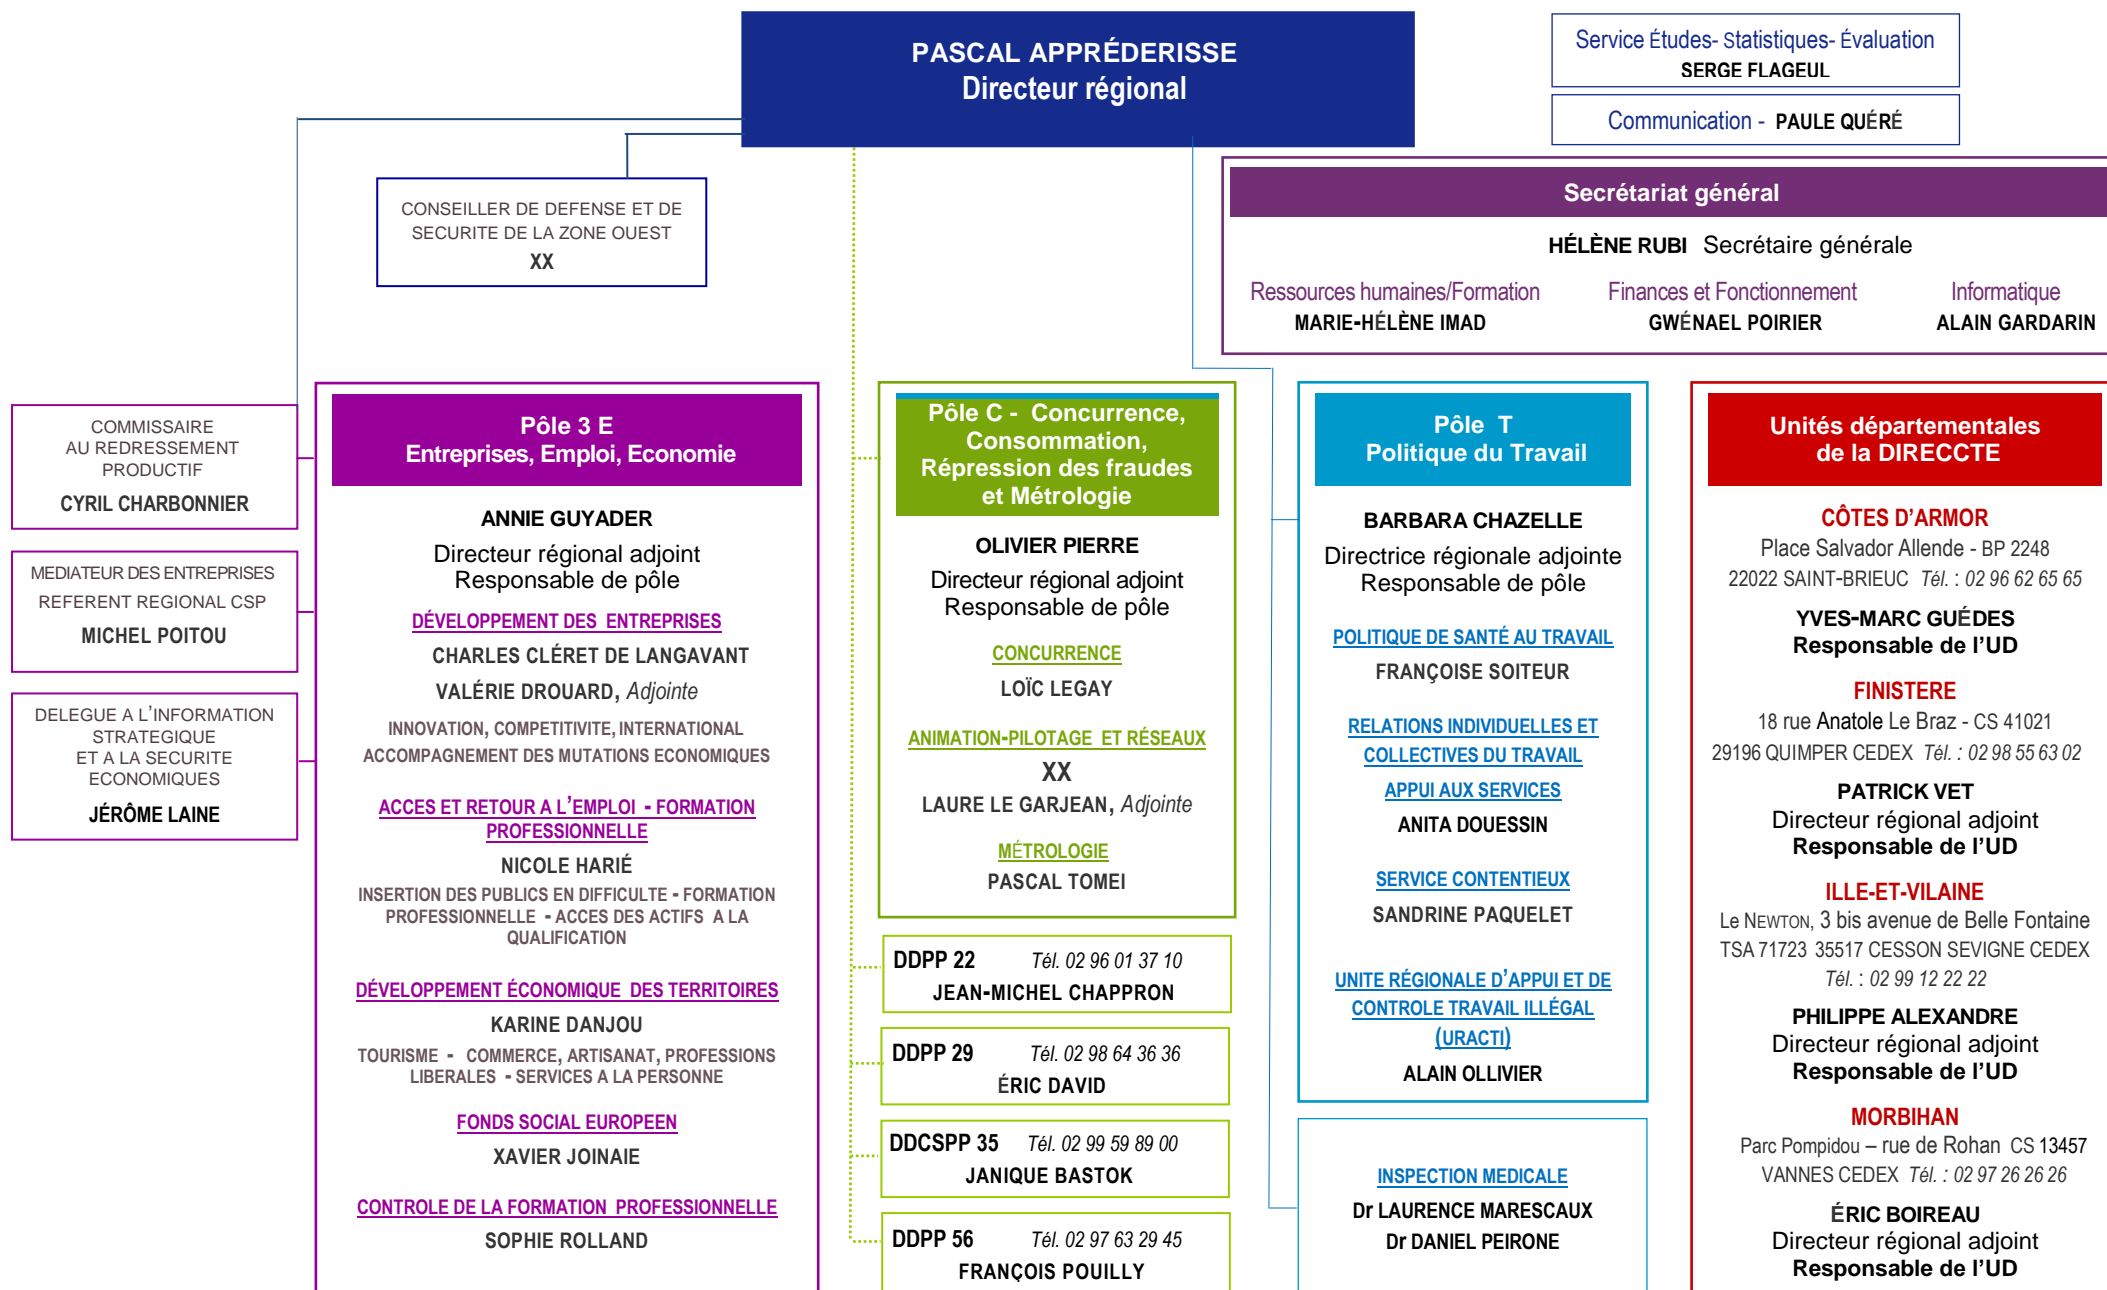 PASCAL APPRÉDERISSE
Directeur régional
Service Études- Statistiques- Évaluation
SERGE FLAGEUL
Communication - PAULE QUÉRÉ
CONSEILLER DE DEFENSE ET DE
SECURITE DE LA ZONE OUEST
XX
Secrétariat général
HÉLÈNE RUBI Secrétaire générale
Ressources humaines/Formation
MARIE-HÉLÈNE IMAD
Finances et Fonctionnement
GWÉNAEL POIRIER
Informatique
ALAIN GARDARIN
COMMISSAIRE
AU REDRESSEMENT
PRODUCTIF
CYRIL CHARBONNIER
MEDIATEUR DES ENTREPRISES
REFERENT REGIONAL CSP
MICHEL POITOU
DELEGUE A L'INFORMATION
STRATEGIQUE
ET A LA SECURITE
ECONOMIQUES
JÉRÔME LAINE
Pôle 3 E
Entreprises, Emploi, Economie
ANNIE GUYADER
Directeur régional adjoint
Responsable de pôle
DÉVELOPPEMENT DES ENTREPRISES
CHARLES CLÉRET DE LANGAVANT
VALÉRIE DROUARD, Adjointe
INNOVATION, COMPETITIVITE, INTERNATIONAL
ACCOMPAGNEMENT DES MUTATIONS ECONOMIQUES
ACCES ET RETOUR A L'EMPLOI - FORMATION
PROFESSIONNELLE
NICOLE HARIÉ
INSERTION DES PUBLICS EN DIFFICULTE - FORMATION
PROFESSIONNELLE - ACCES DES ACTIFS A LA
QUALIFICATION
DÉVELOPPEMENT ÉCONOMIQUE DES TERRITOIRES
KARINE DANJOU
TOURISME - COMMERCE, ARTISANAT, PROFESSIONS
LIBERALES - SERVICES A LA PERSONNE
FONDS SOCIAL EUROPEEN
XAVIER JOINAIE
CONTROLE DE LA FORMATION PROFESSIONNELLE
SOPHIE ROLLAND
Pôle C - Concurrence,
Consommation,
Répression des fraudes
et Métrologie
OLIVIER PIERRE
Directeur régional adjoint
Responsable de pôle
CONCURRENCE
LOÏC LEGAY
ANIMATION-PILOTAGE ET RÉSEAUX
XX
LAURE LE GARJEAN, Adjointe
MÉTROLOGIE
PASCAL TOMEI
DDPP 22 Tél. 02 96 01 37 10
JEAN-MICHEL CHAPPRON
DDPP 29 Tél. 02 98 64 36 36
ÉRIC DAVID
DDCSPP 35 Tél. 02 99 59 89 00
JANIQUE BASTOK
DDPP 56 Tél. 02 97 63 29 45
FRANÇOIS POUILLY
Pôle T
Politique du Travail
BARBARA CHAZELLE
Directrice régionale adjointe
Responsable de pôle
POLITIQUE DE SANTÉ AU TRAVAIL
FRANÇOISE SOITEUR
RELATIONS INDIVIDUELLES ET
COLLECTIVES DU TRAVAIL
APPUI AUX SERVICES
ANITA DOUESSIN
SERVICE CONTENTIEUX
SANDRINE PAQUELET
UNITE RÉGIONALE D'APPUI ET DE
CONTROLE TRAVAIL ILLÉGAL
(URACTI)
ALAIN OLLIVIER
INSPECTION MEDICALE
Dr LAURENCE MARESCAUX
Dr DANIEL PEIRONE
Unités départementales
de la DIRECCTE
CÔTES D'ARMOR
Place Salvador Allende - BP 2248
22022 SAINT-BRIEUC Tél. : 02 96 62 65 65
YVES-MARC GUÉDES
Responsable de l'UD
FINISTERE
18 rue Anatole Le Braz - CS 41021
29196 QUIMPER CEDEX Tél. : 02 98 55 63 02
PATRICK VET
Directeur régional adjoint
Responsable de l'UD
ILLE-ET-VILAINE
Le NEWTON, 3 bis avenue de Belle Fontaine
TSA 71723 35517 CESSON SEVIGNE CEDEX
Tél. : 02 99 12 22 22
PHILIPPE ALEXANDRE
Directeur régional adjoint
Responsable de l'UD
MORBIHAN
Parc Pompidou – rue de Rohan CS 13457
VANNES CEDEX Tél. : 02 97 26 26 26
ÉRIC BOIREAU
Directeur régional adjoint
Responsable de l'UD